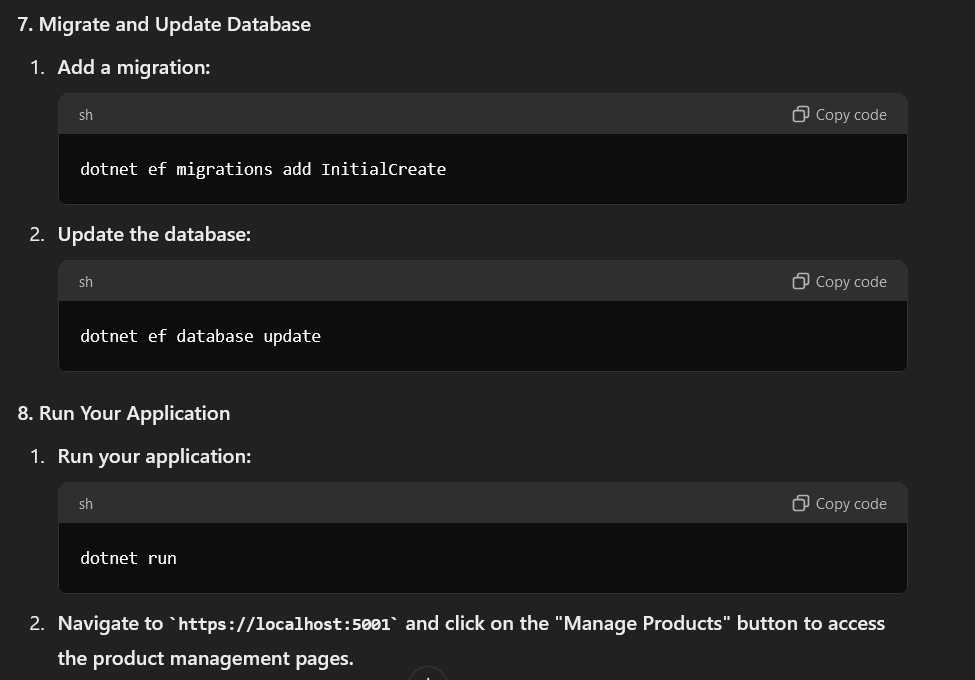 7. Migrate and Update Database
1. Add a migration:
sh
Copy code
dotnet ef migrations add InitialCreate
2. Update the database:
sh
Copy code
dotnet ef database update
8. Run Your Application
1. Run your application:
sh
Copy code
dotnet run
2. Navigate to `https://localhost:5001` and click on the "Manage Products" button to access
the product management pages.